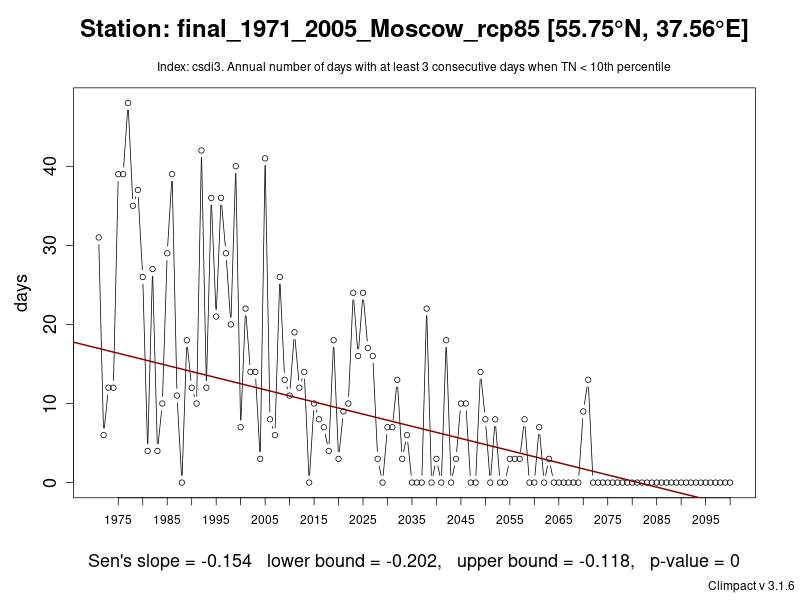 Station: final_1971_2005_Moscow_rcp85 [55.75°N, 37.56°E]
Index: csdi3. Annual number of days with at least 3 consecutive days when TN < 10th percentile
40
30
20
10
0
days
1975 1985 1995 2005 2015 2025 2035 2045 2055 2065 2075 2085 2095
Sen's slope = -0.154 lower bound = -0.202, upper bound = -0.118, p-value = 0
Climpact v 3.1.6